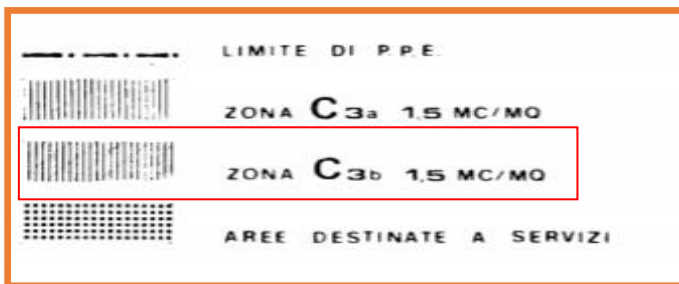 LIMITE DI P.P.E.
ZONA C3a 1,5 MC/MQ
ZONA C3b 1,5 MC/MQ
AREE DESTINATE A SERVIZI